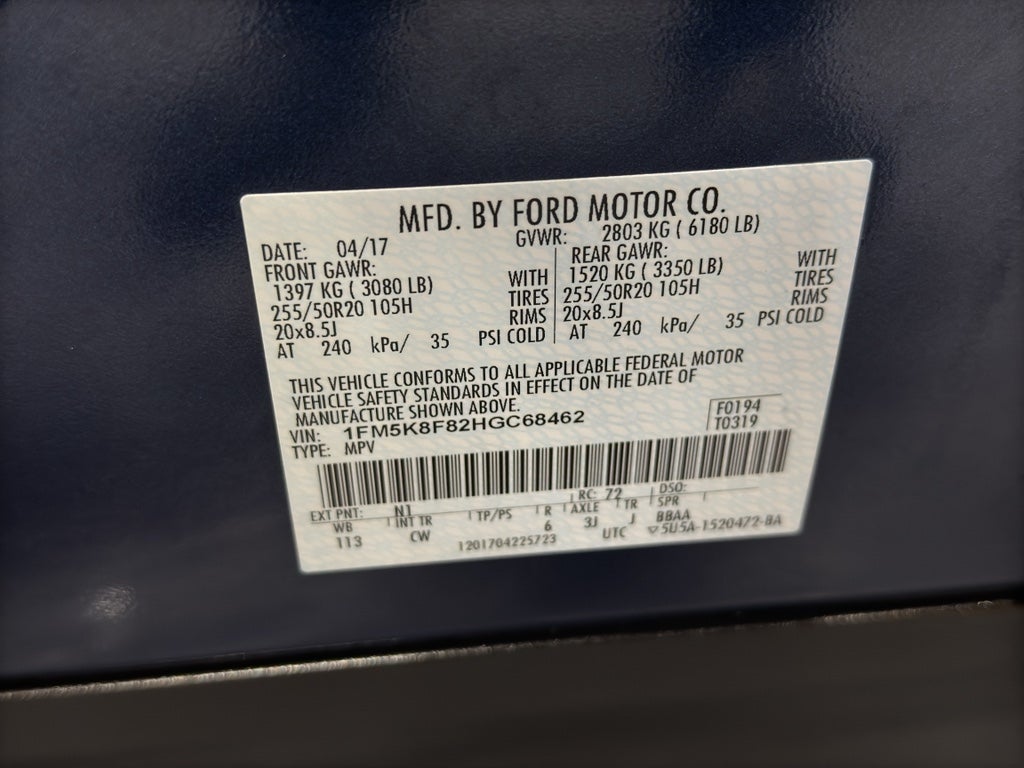 MFD. BY FORD MOTOR CO.
DATE: 04/17 GVWR: 2803 KG ( 6180 LB)
FRONT GAWR:
1397 KG ( 3080 LB) WITH
255/50R20 105H TIRES
20x8.5J RIMS
AT 240 kPa/ 35 PSI COLD
REAR GAWR:
1520 KG ( 3350 LB) WITH
255/50R20 105H TIRES
20x8.5J RIMS
AT 240 kPa/ 35 PSI COLD
THIS VEHICLE CONFORMS TO ALL APPLICABLE FEDERAL MOTOR
VEHICLE SAFETY STANDARDS IN EFFECT ON THE DATE OF
MANUFACTURE SHOWN ABOVE.
VIN: 1FM5K8F82HGC68462 F0194
TYPE: MPV T0319
EXT PNT: N1 RC: 72 DSO:
WB INT TR TP/PS R AXLE TR SPR
113 CW 6 3J J BBAA
1201704225723 UTC ▽5U5A-1520472-BA